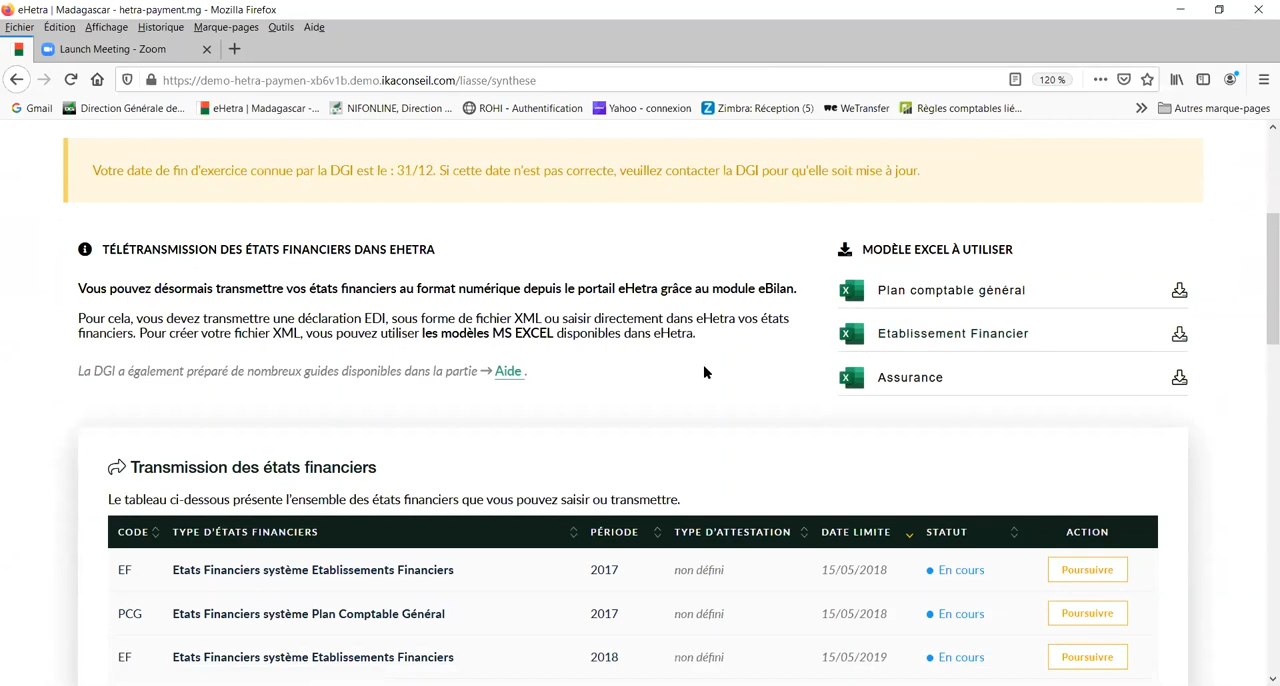 eHetra | Madagascar - hetra-payment.mg - Mozilla Firefox
Fichier Édition Affichage Historique Marque-pages Outils Aide
Launch Meeting - Zoom
https://demo-hetra-paymen-xb6v1b.demo.ikaconseil.com/liasse/synthese
120 %
Gmail Direction Générale de... eHetra | Madagascar -... NIFONLINE, Direction ... ROHI - Authentification Yahoo - connexion Zimbra: Réception (5) WeTransfer Règles comptables lié... Autres marque-pages
Votre date de fin d'exercice connue par la DGI est le : 31/12. Si cette date n'est pas correcte, veuillez contacter la DGI pour qu'elle soit mise à jour.
TÉLÉTRANSMISSION DES ÉTATS FINANCIERS DANS EHETRA
Vous pouvez désormais transmettre vos états financiers au format numérique depuis le portail eHetra grâce au module eBilan.
Pour cela, vous devez transmettre une déclaration EDI, sous forme de fichier XML ou saisir directement dans eHetra vos états
financiers. Pour créer votre fichier XML, vous pouvez utiliser les modèles MS EXCEL disponibles dans eHetra.
La DGI a également préparé de nombreux guides disponibles dans la partie → Aide .
MODÈLE EXCEL À UTILISER
Plan comptable général
Etablissement Financier
Assurance
Transmission des états financiers
Le tableau ci-dessous présente l'ensemble des états financiers que vous pouvez saisir ou transmettre.
CODE TYPE D'ÉTATS FINANCIERS PÉRIODE TYPE D'ATTESTATION DATE LIMITE STATUT ACTION
EF Etats Financiers système Etablissements Financiers 2017 non défini 15/05/2018 En cours Poursuivre
PCG Etats Financiers système Plan Comptable Général 2017 non défini 15/05/2018 En cours Poursuivre
EF Etats Financiers système Etablissements Financiers 2018 non défini 15/05/2019 En cours Poursuivre